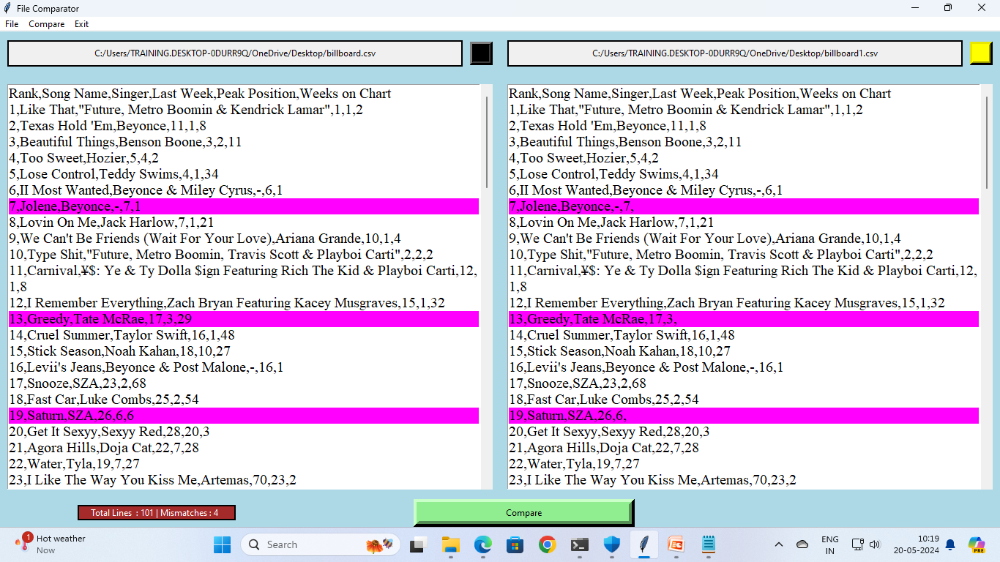 File Comparator
File Compare Exit
C:/Users/TRAINING.DESKTOP-0DURR9Q/OneDrive/Desktop/billboard.csv
C:/Users/TRAINING.DESKTOP-0DURR9Q/OneDrive/Desktop/billboard1.csv
Rank,Song Name,Singer,Last Week,Peak Position,Weeks on Chart
1,Like That,"Future, Metro Boomin & Kendrick Lamar",1,1,2
2,Texas Hold 'Em,Beyonce,11,1,8
3,Beautiful Things,Benson Boone,3,2,11
4,Too Sweet,Hozier,5,4,2
5,Lose Control,Teddy Swims,4,1,34
6,II Most Wanted,Beyonce & Miley Cyrus,-,6,1
7,Jolene,Beyonce,-,7,1
8,Lovin On Me,Jack Harlow,7,1,21
9,We Can't Be Friends (Wait For Your Love),Ariana Grande,10,1,4
10,Type Shit,"Future, Metro Boomin, Travis Scott & Playboi Carti",2,2,2
11,Carnival,¥$: Ye & Ty Dolla $ign Featuring Rich The Kid & Playboi Carti,12,
1,8
12,I Remember Everything,Zach Bryan Featuring Kacey Musgraves,15,1,32
13,Greedy,Tate McRae,17,3,29
14,Cruel Summer,Taylor Swift,16,1,48
15,Stick Season,Noah Kahan,18,10,27
16,Levii's Jeans,Beyonce & Post Malone,-,16,1
17,Snooze,SZA,23,2,68
18,Fast Car,Luke Combs,25,2,54
19,Saturn,SZA,26,6,6
20,Get It Sexyy,Sexyy Red,28,20,3
21,Agora Hills,Doja Cat,22,7,28
22,Water,Tyla,19,7,27
23,I Like The Way You Kiss Me,Artemas,70,23,2
Rank,Song Name,Singer,Last Week,Peak Position,Weeks on Chart
1,Like That,"Future, Metro Boomin & Kendrick Lamar",1,1,2
2,Texas Hold 'Em,Beyonce,11,1,8
3,Beautiful Things,Benson Boone,3,2,11
4,Too Sweet,Hozier,5,4,2
5,Lose Control,Teddy Swims,4,1,34
6,II Most Wanted,Beyonce & Miley Cyrus,-,6,1
7,Jolene,Beyonce,-,7,
8,Lovin On Me,Jack Harlow,7,1,21
9,We Can't Be Friends (Wait For Your Love),Ariana Grande,10,1,4
10,Type Shit,"Future, Metro Boomin, Travis Scott & Playboi Carti",2,2,2
11,Carnival,¥$: Ye & Ty Dolla $ign Featuring Rich The Kid & Playboi Carti,12,
1,8
12,I Remember Everything,Zach Bryan Featuring Kacey Musgraves,15,1,32
13,Greedy,Tate McRae,17,3,
14,Cruel Summer,Taylor Swift,16,1,48
15,Stick Season,Noah Kahan,18,10,27
16,Levii's Jeans,Beyonce & Post Malone,-,16,1
17,Snooze,SZA,23,2,68
18,Fast Car,Luke Combs,25,2,54
19,Saturn,SZA,26,6,
20,Get It Sexyy,Sexyy Red,28,20,3
21,Agora Hills,Doja Cat,22,7,28
22,Water,Tyla,19,7,27
23,I Like The Way You Kiss Me,Artemas,70,23,2
Total Lines : 101 | Mismatches : 4
Compare
1
Hot weather
Now
Search
ENG
IN
10:19
20-05-2024
PRE